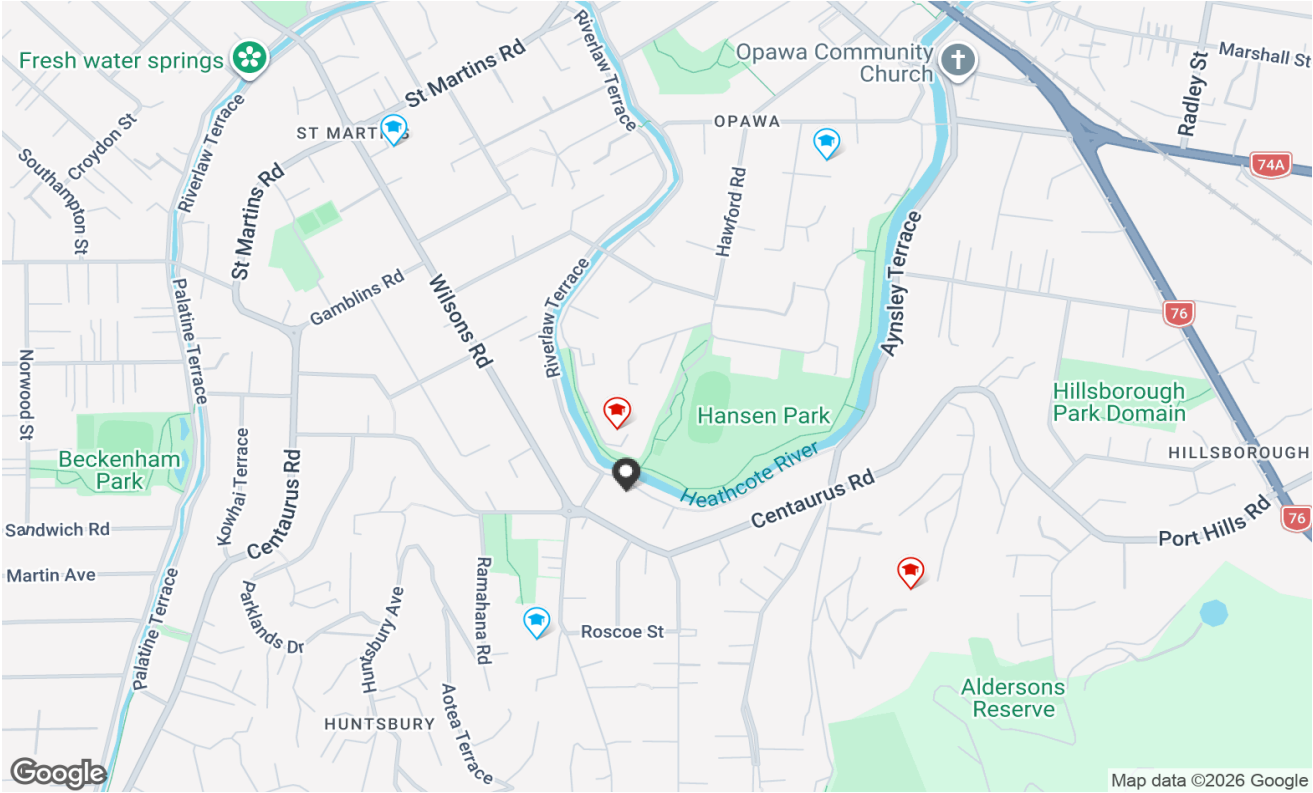 Fresh water springs
St Martins Rd
Riverlaw Terrace
Opawa Community
Church
Radley St
Marshall St
Croydon St
ST MARTINS
OPAWA
74A
Southampton St
Riverlaw Terrace
St Martins Rd
Hawford Rd
Aynsley Terrace
Palatine Terrace
Gamblins Rd
Wilsons Rd
Riverlaw Terrace
76
Norwood St
Hansen Park
Hillsborough
Park Domain
HILLSBOROUGH
Beckenham
Park
Kowhai Terrace
Centaurus Rd
Heathcote River
Centaurus Rd
Port Hills Rd
76
Sandwich Rd
Martin Ave
Palatine Terrace
Parklands Dr
Huntsbury Ave
Ramahana Rd
Roscoe St
Aldersons
Reserve
HUNTSBURY
Aotea Terrace
Google
Map data ©2026 Google